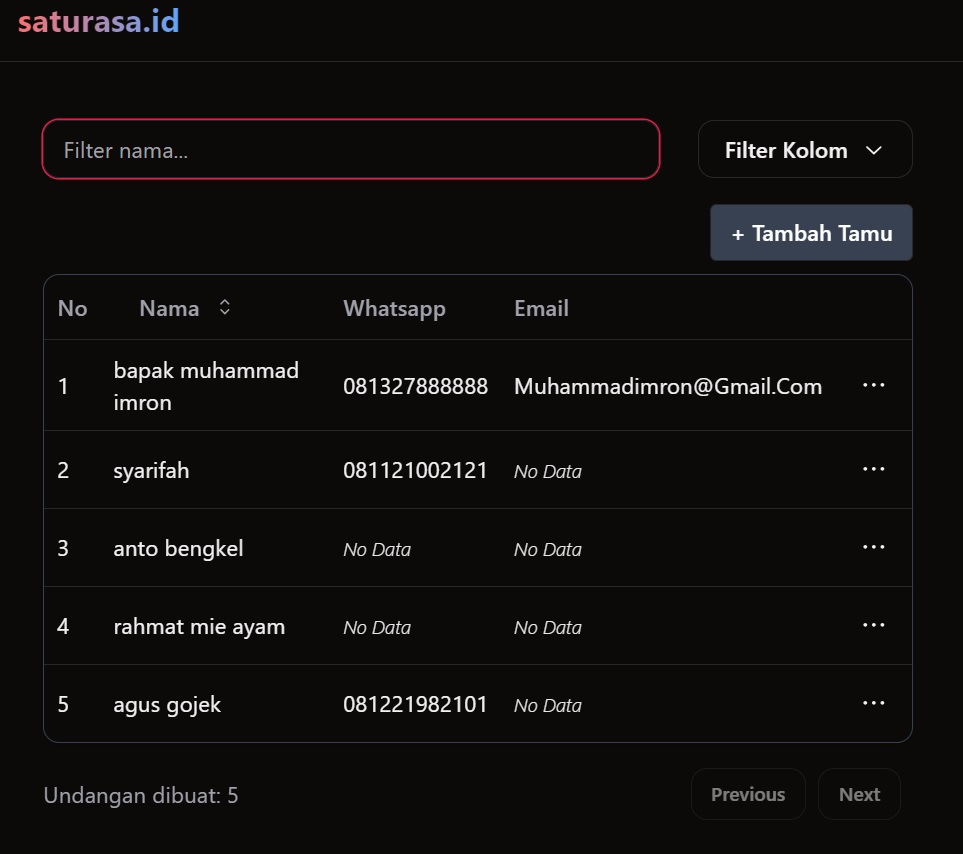 saturasa.id
Filter nama...
Filter Kolom
+ Tambah Tamu
No Nama Whatsapp Email
1 bapak muhammad imron 081327888888 Muhammadimron@Gmail.Com ...
2 syarifah 081121002121 No Data ...
3 anto bengkel No Data No Data ...
4 rahmat mie ayam No Data No Data ...
5 agus gojek 081221982101 No Data ...
Undangan dibuat: 5
Previous Next